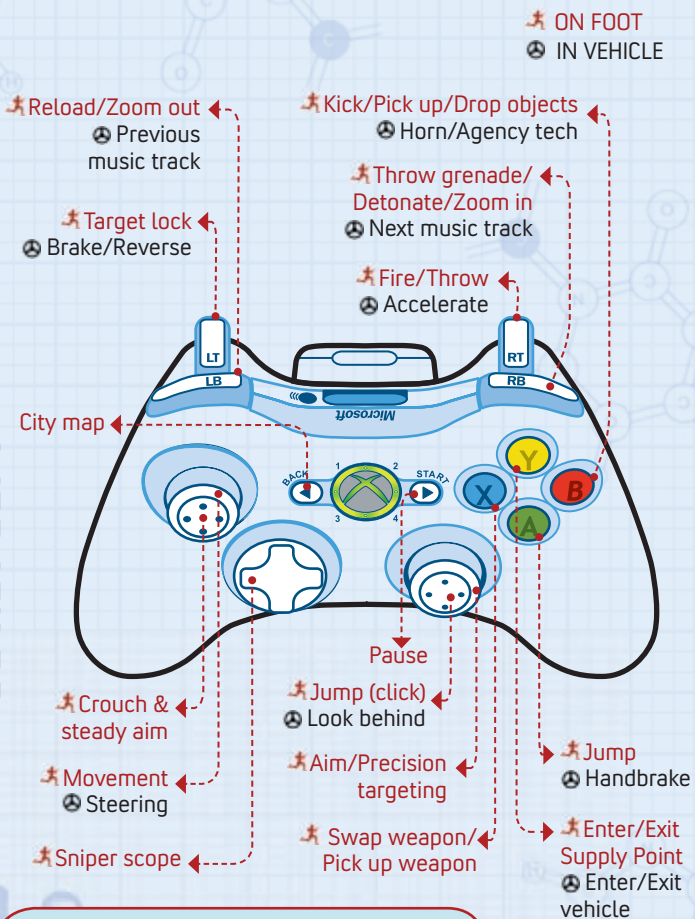 ON FOOT
IN VEHICLE
Reload/Zoom out
Previous
music track
Kick/Pick up/Drop objects
Horn/Agency tech
Throw grenade/
Detonate/Zoom in
Next music track
Target lock
Brake/Reverse
Fire/Throw
Accelerate
LT
RT
LB
RB
Microsoft
City map
BACK
1
2
3
4
START
Y
X
B
A
Pause
Crouch &
steady aim
Jump (click)
Look behind
Movement
Steering
Aim/Precision
targeting
Jump
Handbrake
Sniper scope
Swap weapon/
Pick up weapon
Enter/Exit
Supply Point
Enter/Exit
vehicle